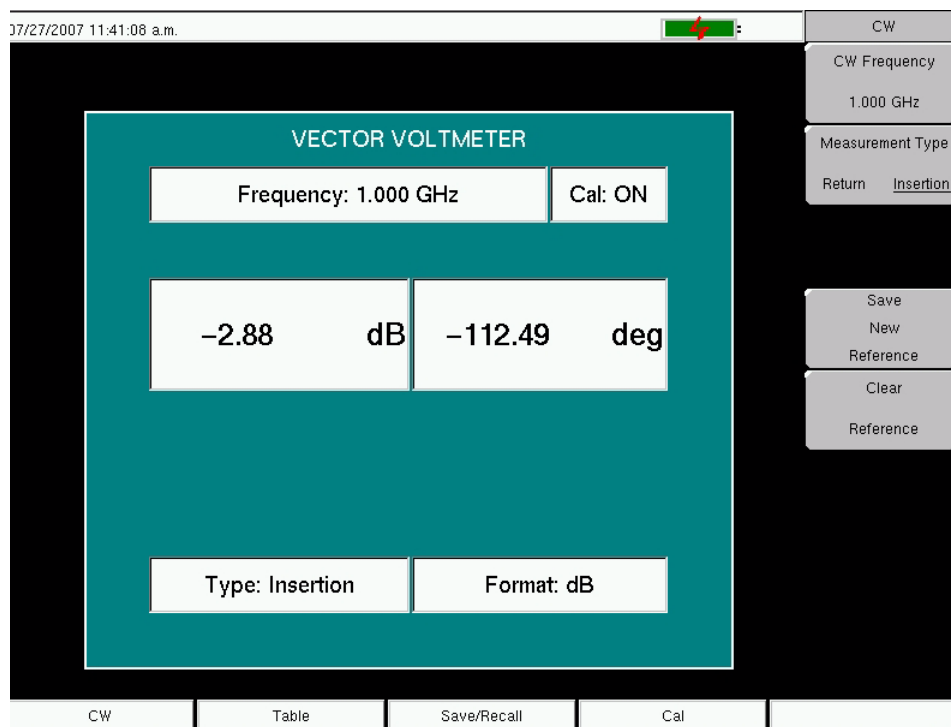 07/27/2007 11:41:08 a.m.
CW
CW Frequency
1.000 GHz
Measurement Type
Return Insertion
Save
New
Reference
Clear
Reference
VECTOR VOLTMETER
Frequency: 1.000 GHz
Cal: ON
−2.88 dB
−112.49 deg
Type: Insertion
Format: dB
CW
Table
Save/Recall
Cal